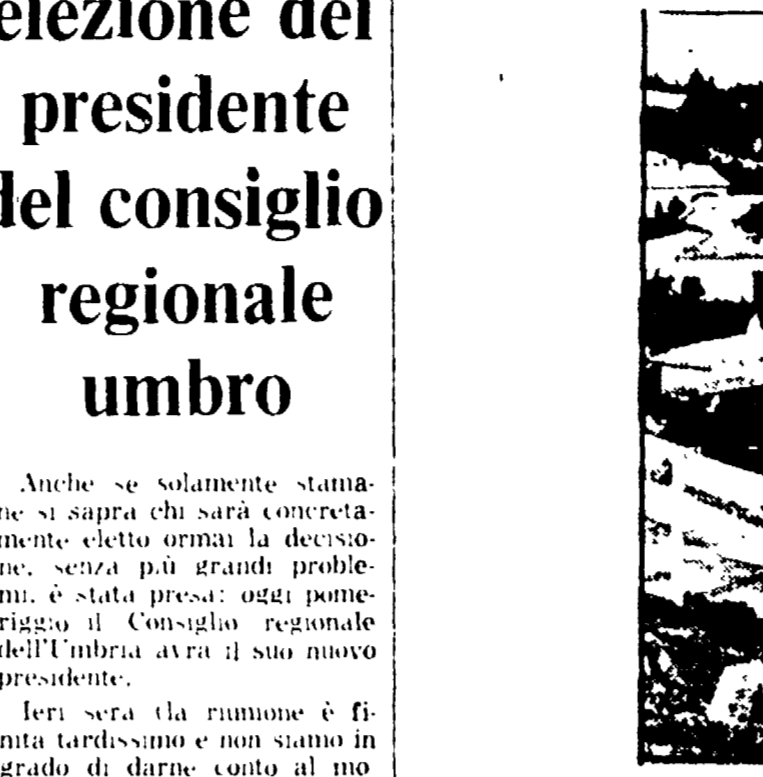 elezione del
presidente
del consiglio
regionale
umbro
Anche se solamente stama-
ne si saprà chi sarà concreta-
mente eletto ormai la decisio-
ne, senza più grandi proble-
mi, è stata presa: oggi pome-
riggio il Consiglio regionale
dell'Umbria avrà il suo nuovo
presidente.
Ieri sera (la riunione è fi-
nita tardissimo e non siamo in
grado di darne conto al mo-